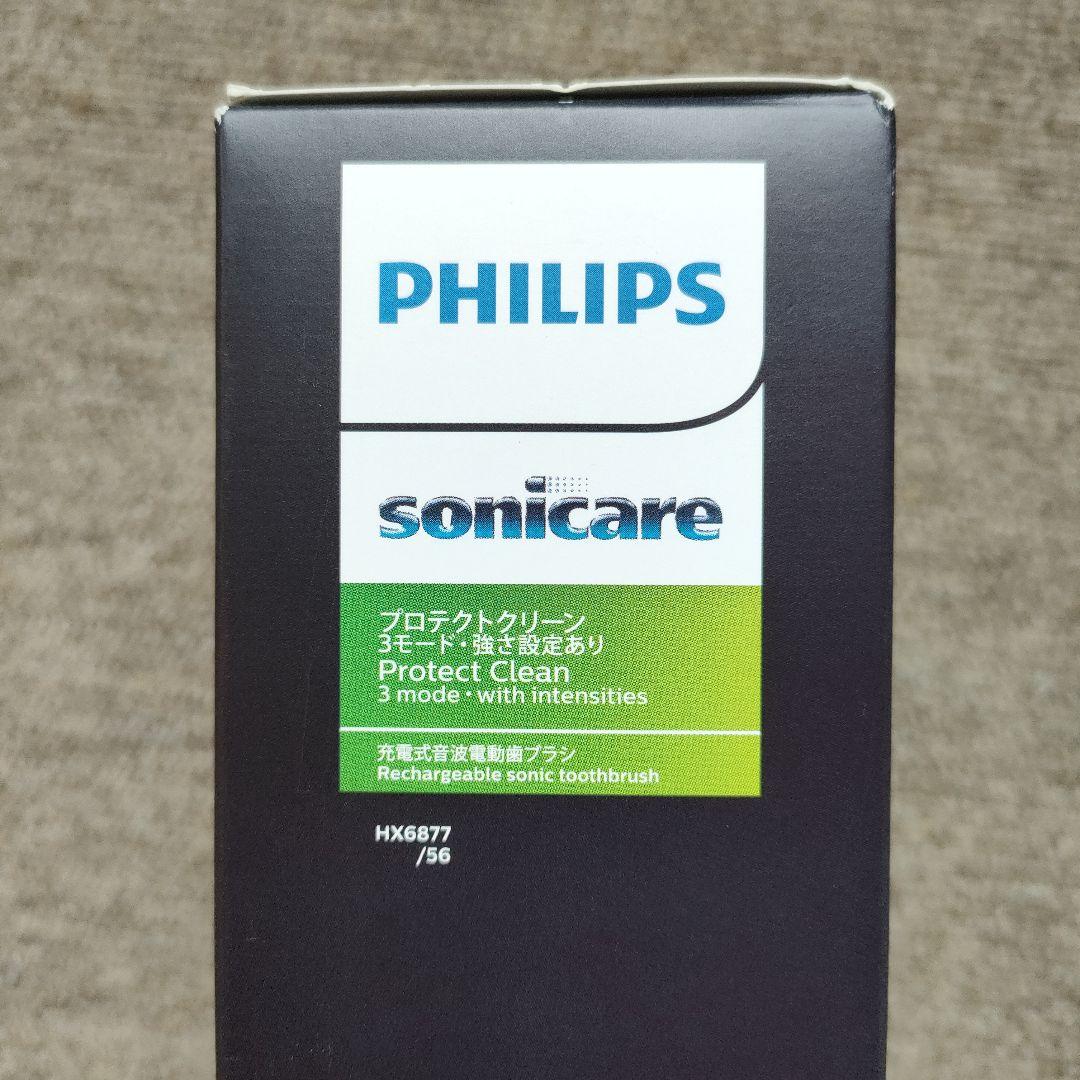 PHILIPS
sonicare
プロテクトクリーン
3モード・強さ設定あり
Protect Clean
3 mode・with intensities
充電式音波電動歯ブラシ
Rechargeable sonic toothbrush
HX6877
/56